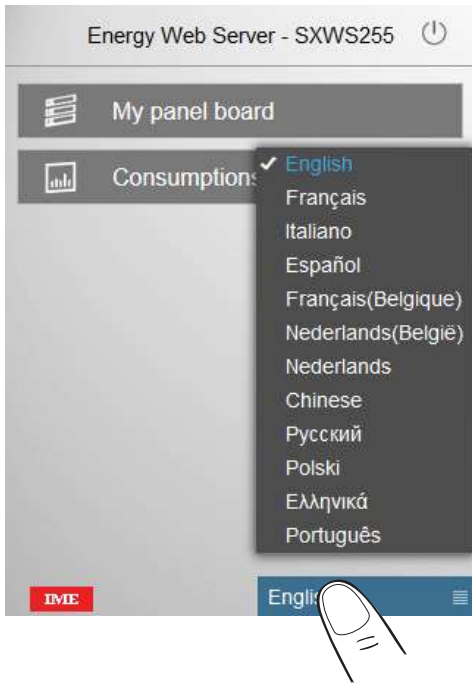 Energy Web Server - SXWS255
My panel board
Consumptions
English
Français
Italiano
Español
Français(Belgique)
Nederlands(België)
Nederlands
Chinese
Русский
Polski
Ελληνικά
Português
IME
English